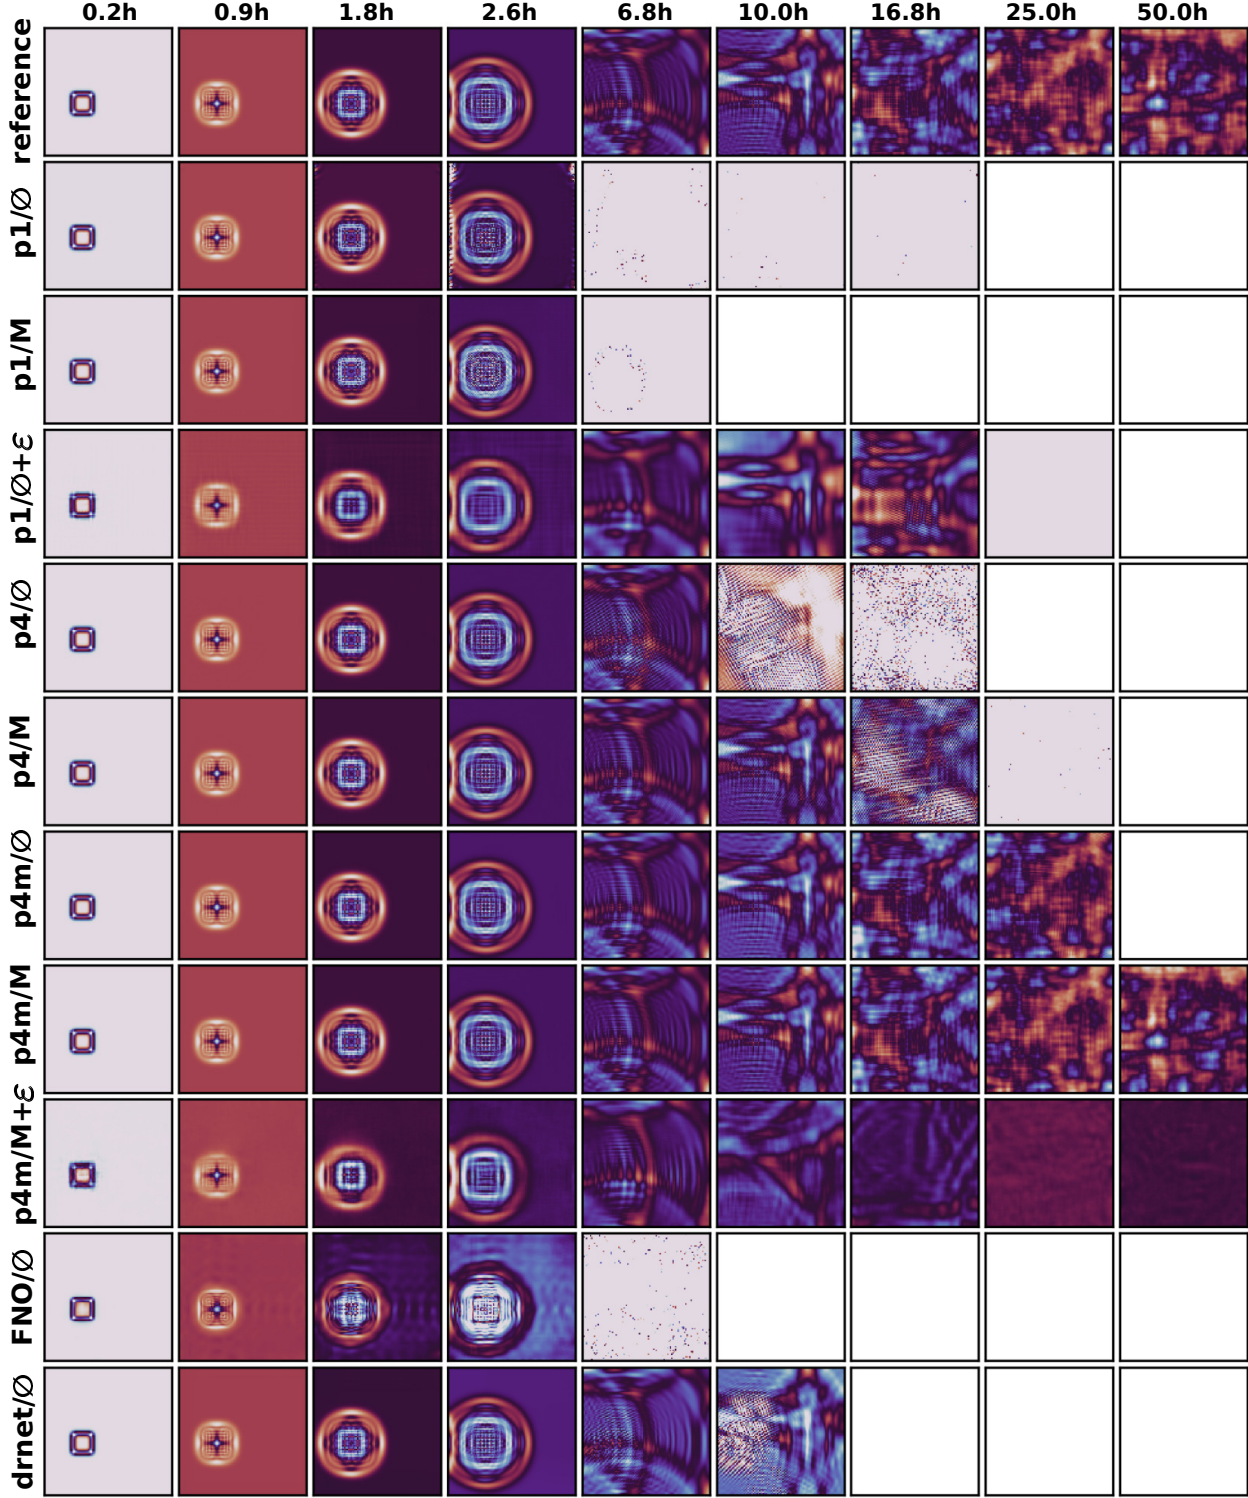 0.2h 0.9h 1.8h 2.6h 6.8h 10.0h 16.8h 25.0h 50.0h
reference
p1/∅
p1/M
p1/∅+ε
p4/∅
p4/M
p4m/∅
p4m/M
p4m/M+ε
FNO/∅
drnet/∅